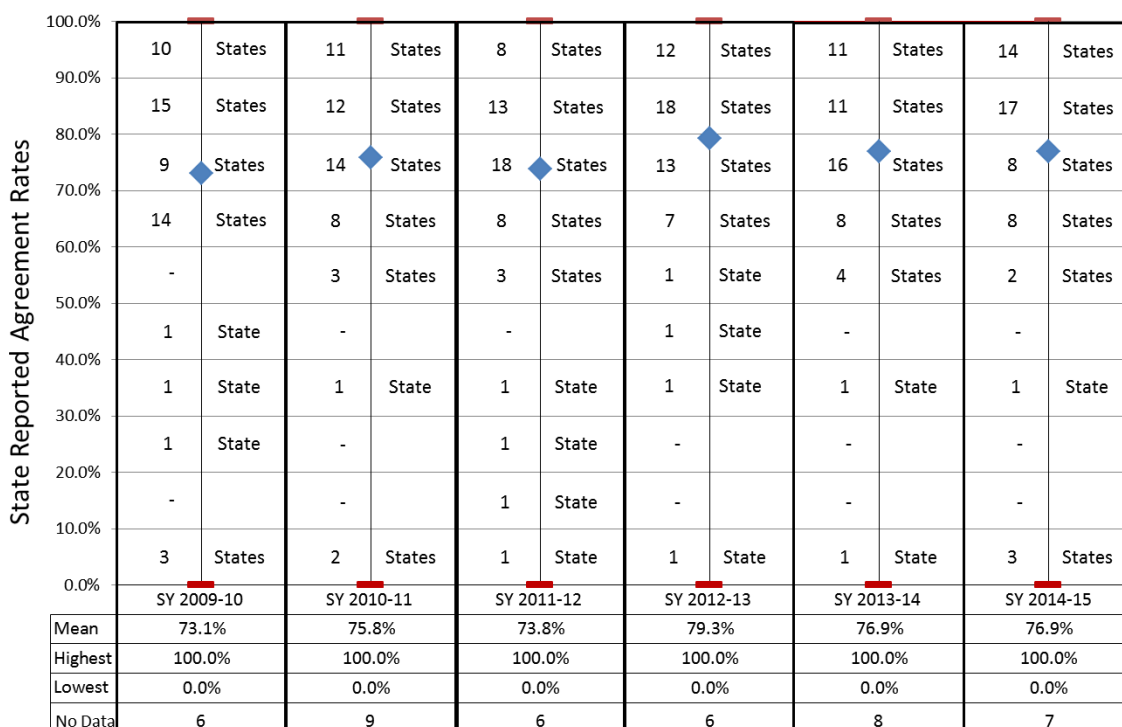 State Reported Agreement Rates
100.0%
10 States 11 States 8 States 12 States 11 States 14 States
90.0%
15 States 12 States 13 States 18 States 11 States 17 States
80.0%
9 States 14 States 18 States 13 States 16 States 8 States
70.0%
14 States 8 States 8 States 7 States 8 States 8 States
60.0%
- 3 States 3 States 1 State 4 States 2 States
50.0%
1 State - - 1 State - -
40.0%
1 State 1 State 1 State 1 State 1 State 1 State
30.0%
1 State - 1 State - - -
20.0%
- - 1 State - - -
10.0%
3 States 2 States 1 State 1 State 1 State 3 States
0.0%
SY 2009-10 SY 2010-11 SY 2011-12 SY 2012-13 SY 2013-14 SY 2014-15
Mean 73.1% 75.8% 73.8% 79.3% 76.9% 76.9%
Highest 100.0% 100.0% 100.0% 100.0% 100.0% 100.0%
Lowest 0.0% 0.0% 0.0% 0.0% 0.0% 0.0%
No Data 6 9 6 6 8 7